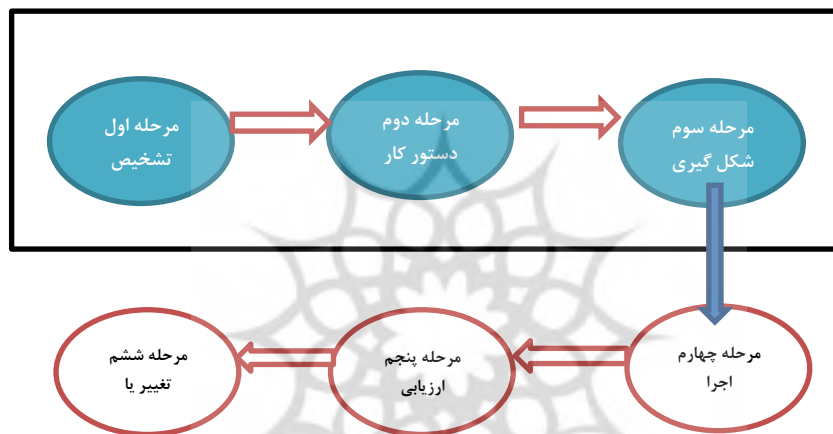 مرحله اول
تشخیص
مرحله دوم
دستور کار
مرحله سوم
شکل گیری
مرحله چهارم
اجرا
مرحله پنجم
ارزیابی
مرحله ششم
تغییر یا